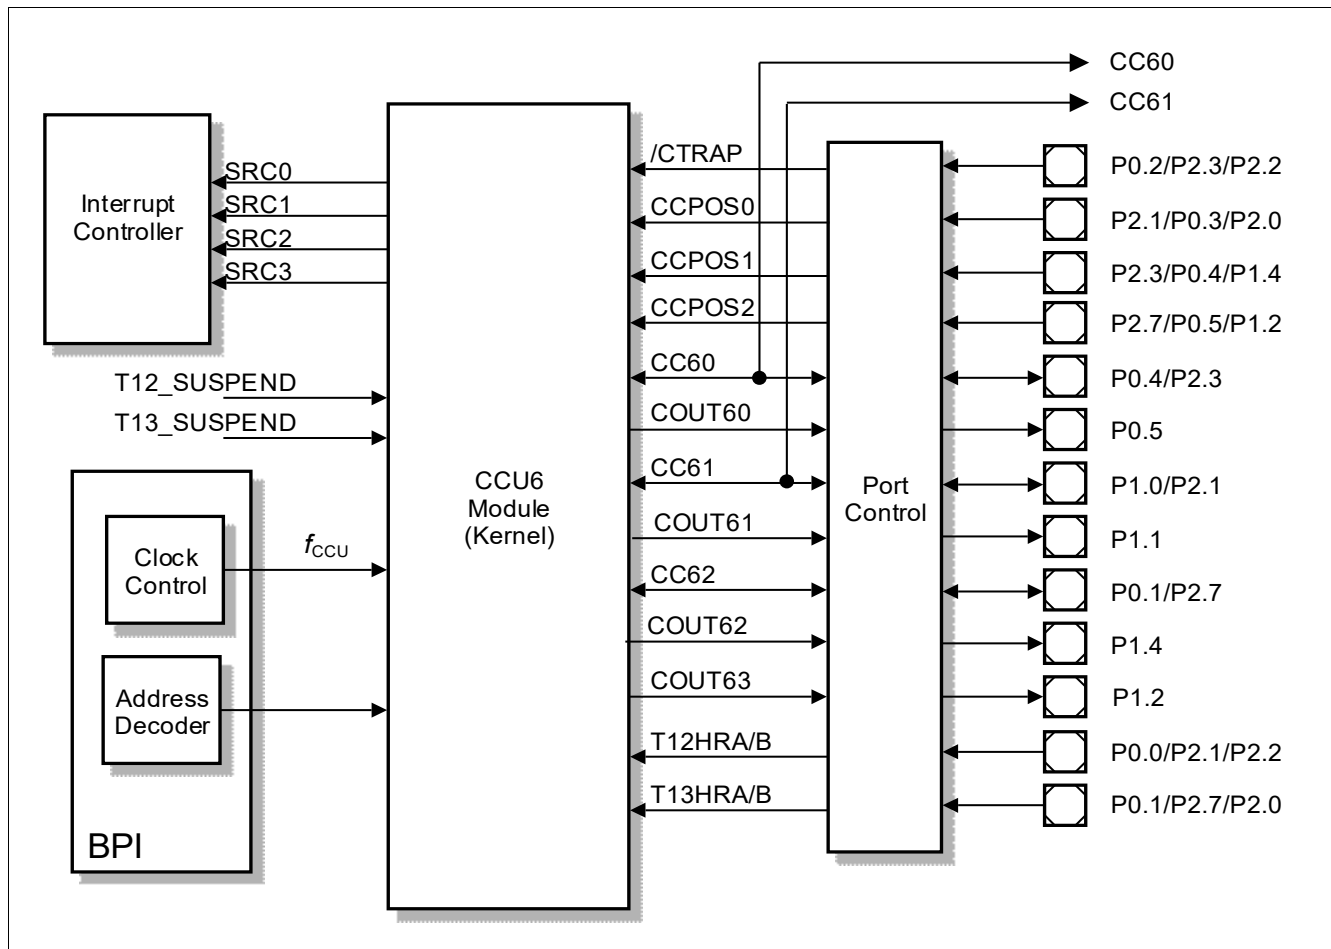 CC60
CC61
Interrupt
Controller
SRC0
SRC1
SRC2
SRC3
T12_SUSPEND
T13_SUSPEND
Clock
Control
fCCU
Address
Decoder
BPI
CCU6
Module
(Kernel)
/CTRAP
CCPOS0
CCPOS1
CCPOS2
CC60
COUT60
CC61
COUT61
CC62
COUT62
COUT63
T12HRA/B
T13HRA/B
Port
Control
P0.2/P2.3/P2.2
P2.1/P0.3/P2.0
P2.3/P0.4/P1.4
P2.7/P0.5/P1.2
P0.4/P2.3
P0.5
P1.0/P2.1
P1.1
P0.1/P2.7
P1.4
P1.2
P0.0/P2.1/P2.2
P0.1/P2.7/P2.0